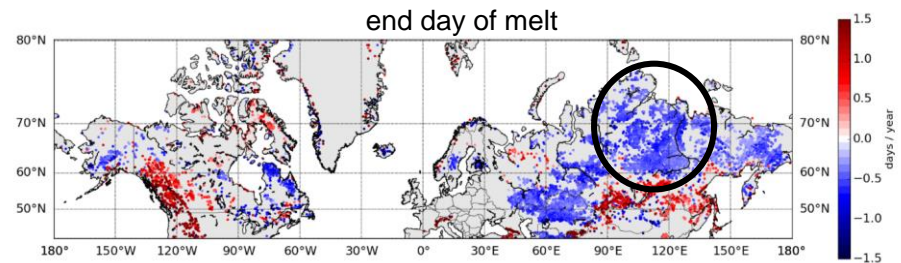 end day of melt
80°N
70°N
60°N
50°N
80°N
70°N
60°N
50°N
180° 150°W 120°W 90°W 60°W 30°W 0° 30°E 60°E 90°E 120°E 150°E 180°
1.5
1.0
0.5
0.0
−0.5
−1.0
−1.5
days / year